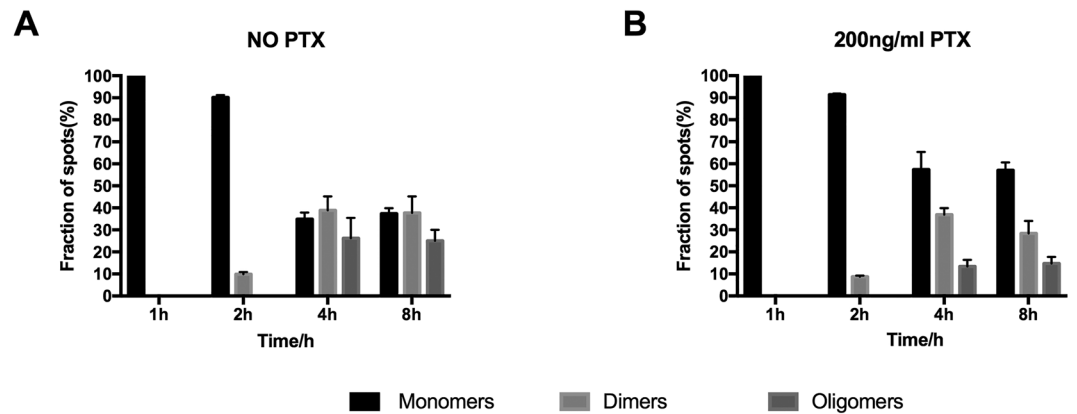 A
NO PTX
Fraction of spots(%)
100
90
80
70
60
50
40
30
20
10
0
1h 2h 4h 8h
Time/h
B
200ng/ml PTX
Fraction of spots(%)
100
90
80
70
60
50
40
30
20
10
0
1h 2h 4h 8h
Time/h
Monomers Dimers Oligomers